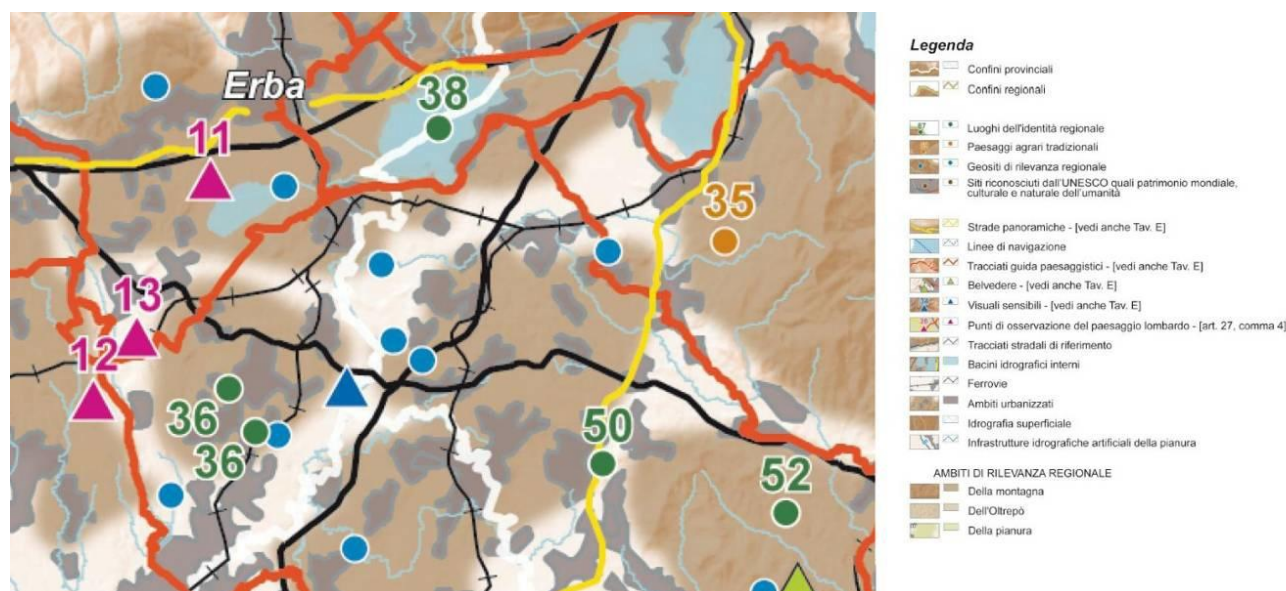 Erba
38
11
35
13
12
36
36
50
52
Legenda
Confini provinciali
Confini regionali
Luoghi dell'identità regionale
Paesaggi agrari tradizionali
Geositi di rilevanza regionale
Siti riconosciuti dall'UNESCO quali patrimonio mondiale,
culturale e naturale dell'umanità
Strade panoramiche - [vedi anche Tav. E]
Linee di navigazione
Tracciati guida paesaggistici - [vedi anche Tav. E]
Belvedere - [vedi anche Tav. E]
Visuali sensibili - [vedi anche Tav. E]
Punti di osservazione del paesaggio lombardo - [art. 27, comma 4]
Tracciati stradali di riferimento
Bacini idrografici interni
Ferrovie
Ambiti urbanizzati
Idrografia superficiale
Infrastrutture idrografiche artificiali della pianura
AMBITI DI RILEVANZA REGIONALE
Della montagna
Dell'Oltrepò
Della pianura